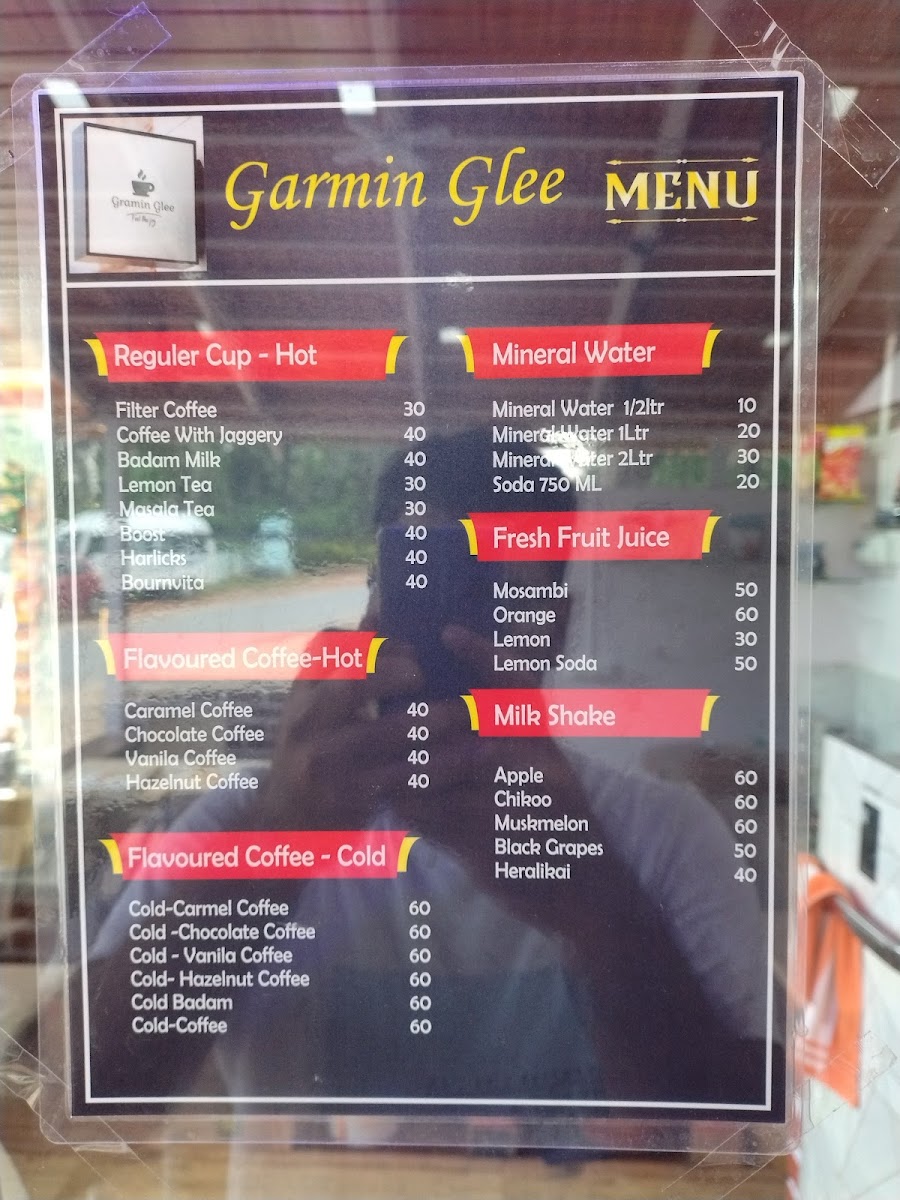 Gramin Glee
Garmin Glee
MENU
Reguler Cup - Hot
Filter Coffee 30
Coffee With Jaggery 40
Badam Milk 40
Lemon Tea 30
Masala Tea 30
Boost 40
Harlicks 40
Bournvita 40
Flavoured Coffee-Hot
Caramel Coffee 40
Chocolate Coffee 40
Vanila Coffee 40
Hazelnut Coffee 40
Flavoured Coffee - Cold
Cold-Carmel Coffee 60
Cold -Chocolate Coffee 60
Cold - Vanila Coffee 60
Cold- Hazelnut Coffee 60
Cold Badam 60
Cold-Coffee 60
Mineral Water
Mineral Water 1/2ltr 10
Mineral Water 1Ltr 20
Mineral Water 2Ltr 30
Soda 750 ML 20
Fresh Fruit Juice
Mosambi 50
Orange 60
Lemon 30
Lemon Soda 50
Milk Shake
Apple 60
Chikoo 60
Muskmelon 60
Black Grapes 50
Heralikai 40